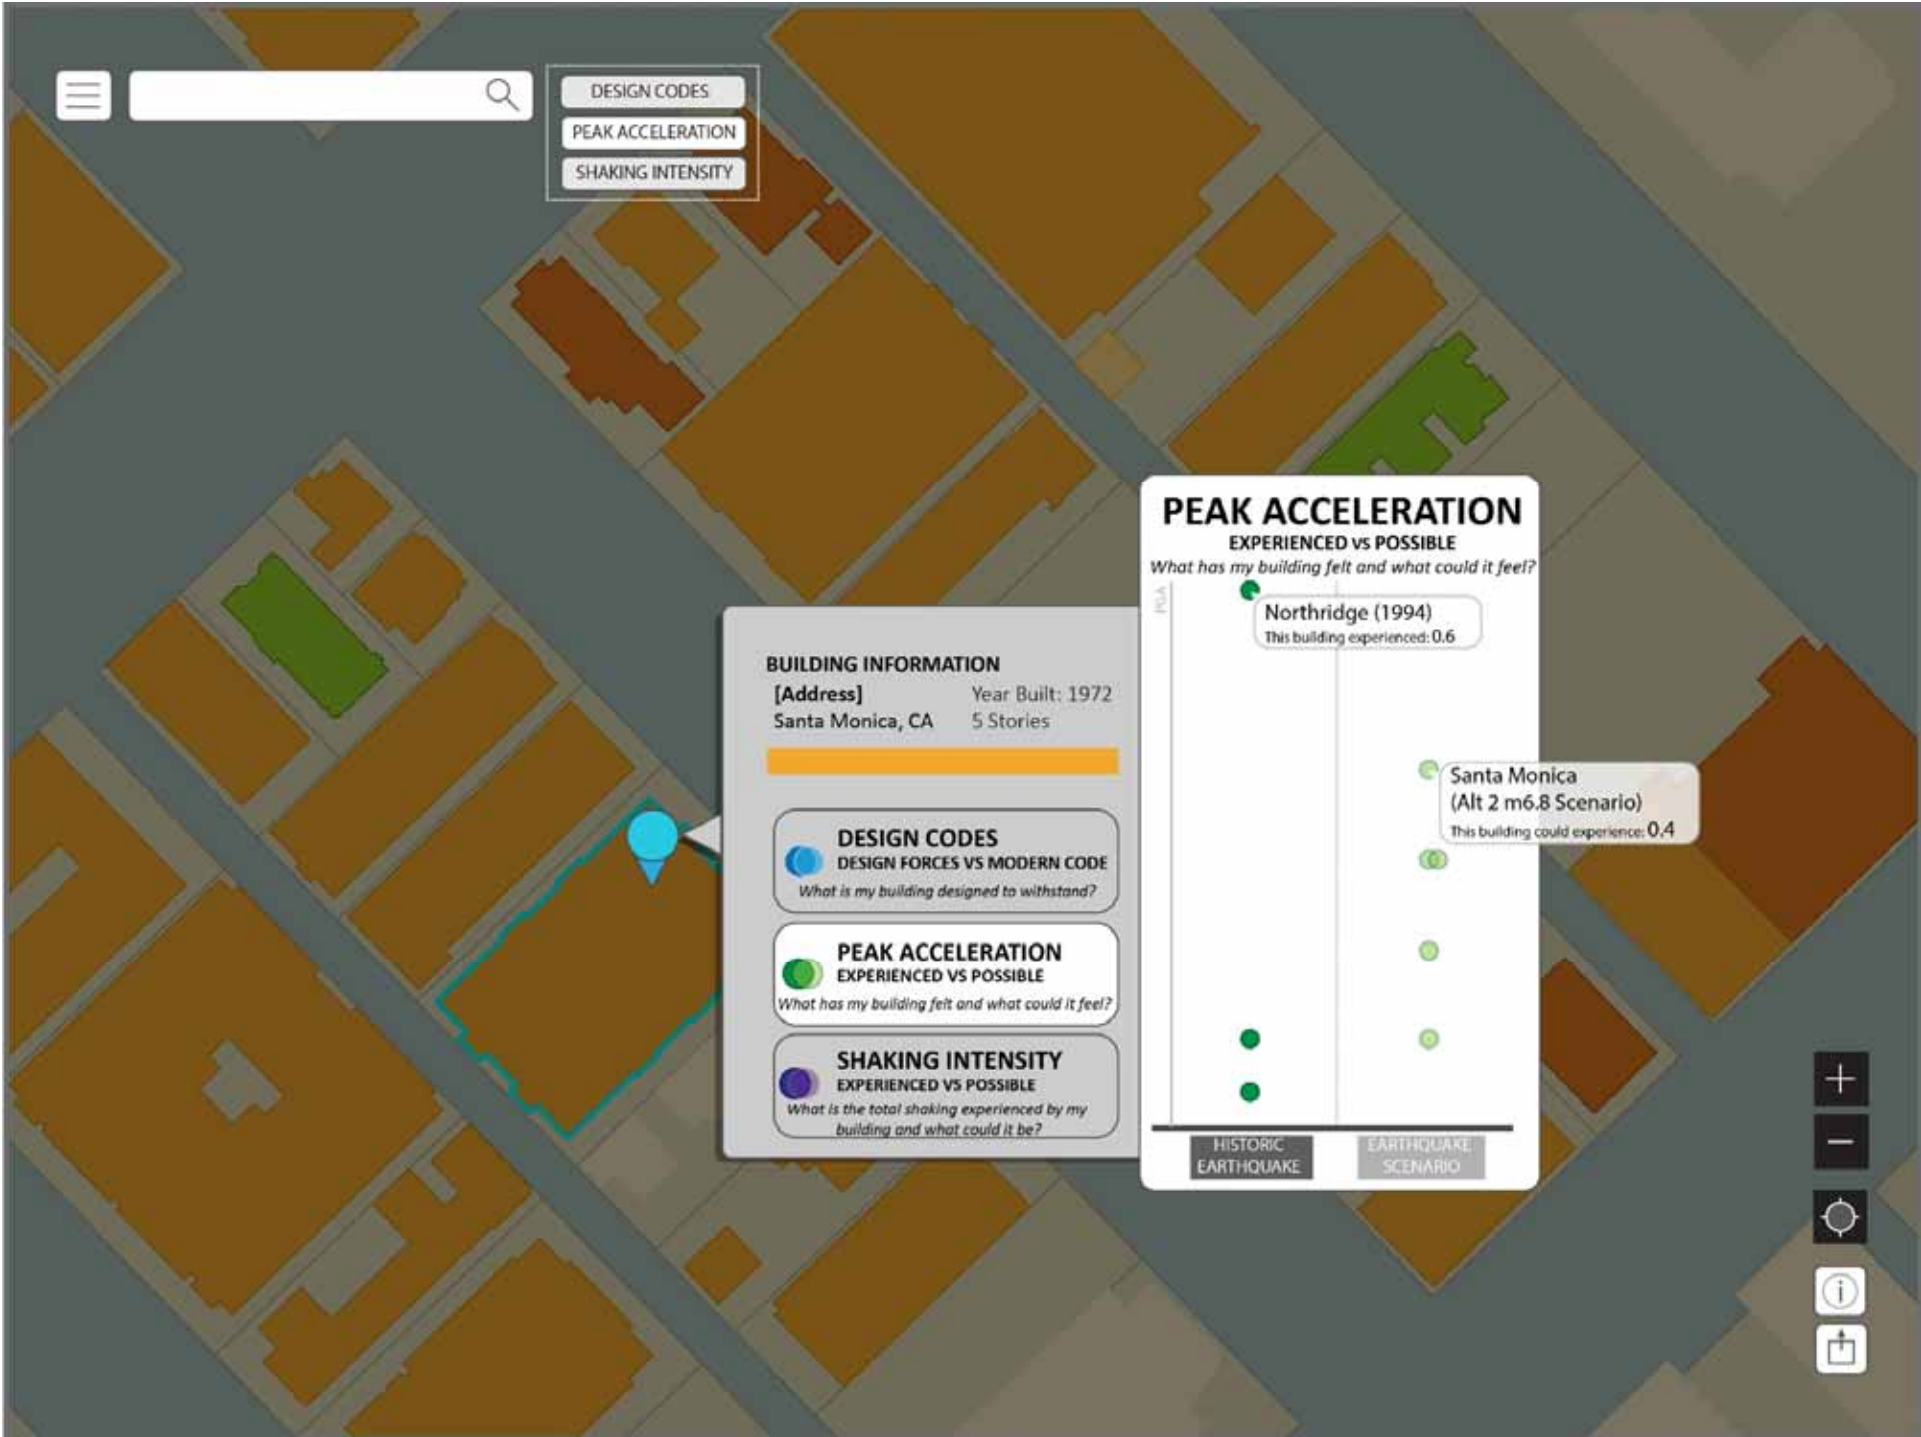 DESIGN CODES
PEAK ACCELERATION
SHAKING INTENSITY
BUILDING INFORMATION
[Address]
Year Built: 1972
Santa Monica, CA
5 Stories
DESIGN CODES
DESIGN FORCES VS MODERN CODE
What is my building designed to withstand?
PEAK ACCELERATION
EXPERIENCED VS POSSIBLE
What has my building felt and what could it feel?
SHAKING INTENSITY
EXPERIENCED VS POSSIBLE
What is the total shaking experienced by my
building and what could it be?
PEAK ACCELERATION
EXPERIENCED vs POSSIBLE
What has my building felt and what could it feel?
PGA
Northridge (1994)
This building experienced: 0.6
Santa Monica
(Alt 2 m6.8 Scenario)
This building could experience: 0.4
HISTORIC
EARTHQUAKE
EARTHQUAKE
SCENARIO